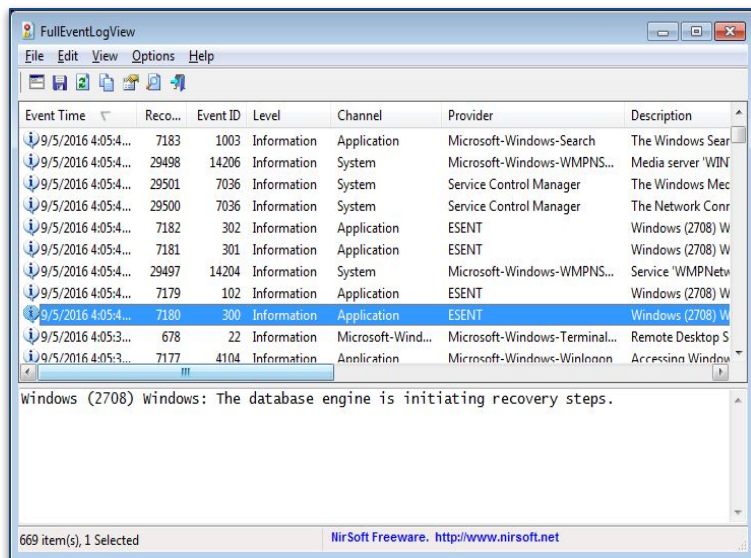 FullEventLogView
File Edit View Options Help
Event Time Reco... Event ID Level Channel Provider Description
9/5/2016 4:05:4... 7183 1003 Information Application Microsoft-Windows-Search The Windows Sear
9/5/2016 4:05:4... 29498 14206 Information System Microsoft-Windows-WMPNS... Media server 'WIN
9/5/2016 4:05:4... 29501 7036 Information System Service Control Manager The Windows Med
9/5/2016 4:05:4... 29500 7036 Information System Service Control Manager The Network Conr
9/5/2016 4:05:4... 7182 302 Information Application ESENT Windows (2708) W
9/5/2016 4:05:4... 7181 301 Information Application ESENT Windows (2708) W
9/5/2016 4:05:4... 29497 14204 Information System Microsoft-Windows-WMPNS... Service 'WMPNetw
9/5/2016 4:05:4... 7179 102 Information Application ESENT Windows (2708) W
9/5/2016 4:05:4... 7180 300 Information Application ESENT Windows (2708) W
9/5/2016 4:05:3... 678 22 Information Microsoft-Wind... Microsoft-Windows-Terminal... Remote Desktop S
9/5/2016 4:05:3... 7177 4104 Information Application Microsoft-Windows-Winlogon Accessing Window
Windows (2708) Windows: The database engine is initiating recovery steps.
669 item(s), 1 Selected NirSoft Freeware. http://www.nirsoft.net